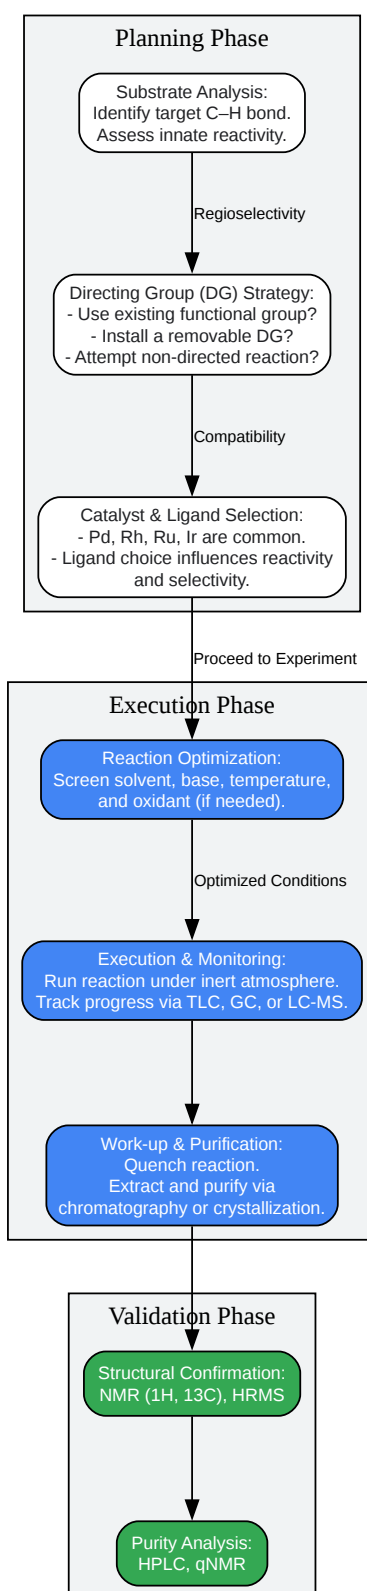 Planning Phase
Substrate Analysis:
Identify target C–H bond.
Assess innate reactivity.
Regioselectivity
Directing Group (DG) Strategy:
- Use existing functional group?
- Install a removable DG?
- Attempt non-directed reaction?
Compatibility
Catalyst & Ligand Selection:
- Pd, Rh, Ru, Ir are common.
- Ligand choice influences reactivity
and selectivity.
Proceed to Experiment
Execution Phase
Reaction Optimization:
Screen solvent, base, temperature,
and oxidant (if needed).
Optimized Conditions
Execution & Monitoring:
Run reaction under inert atmosphere.
Track progress via TLC, GC, or LC-MS.
Work-up & Purification:
Quench reaction.
Extract and purify via
chromatography or crystallization.
Validation Phase
Structural Confirmation:
NMR (1H, 13C), HRMS
Purity Analysis:
HPLC, qNMR